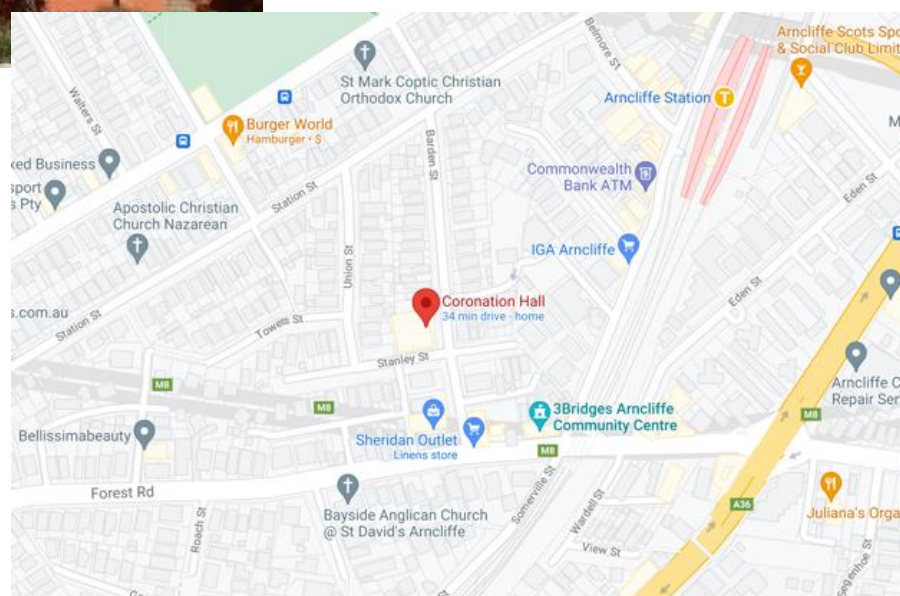 Arncliffe Scots Spo
& Social Club Limit
Belmore St
St Mark Coptic Christian
Orthodox Church
Arncliffe Station
T
Walters St
Burger World
Hamburger • $
Barden St
M
xed Business
sport
s Pty
Commonwealth
Bank ATM
Eden St
Station St
Apostolic Christian
Church Nazarean
IGA Arncliffe
Union St
Eden St
Coronation Hall
34 min drive - home
s.com.au
Station St
Towers St
Stanley St
M8
Arncliffe C
Repair Ser
M8
M8
Sheridan Outlet
Linens store
3Bridges Arncliffe
Community Centre
Bellissimabeauty
M8
Forest Rd
Somerville St
Wardell St
A36
Juliana's Orga
Bayside Anglican Church
@ St David's Arncliffe
Roach St
View St
segenhoe St
St